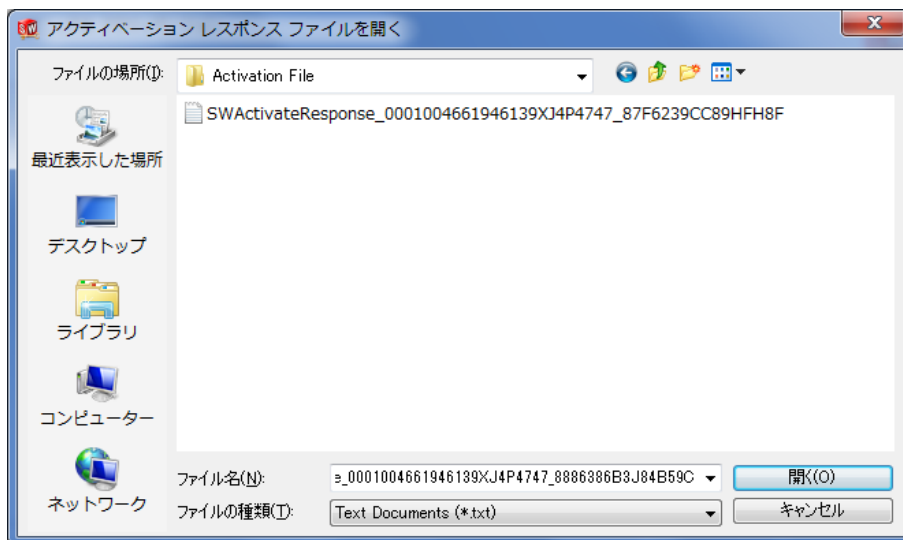 アクティベーション レスポンス ファイルを開く
ファイルの場所(I):
Activation File
SWActivateResponse_0001004661946139XJ4P4747_87F6239CC89HFH8F
最近表示した場所
デスクトップ
ライブラリ
コンピューター
ネットワーク
ファイル名(N):
e_0001004661946139XJ4P4747_8886386B3J84B59C
開く(O)
ファイルの種類(T):
Text Documents (*.txt)
キャンセル